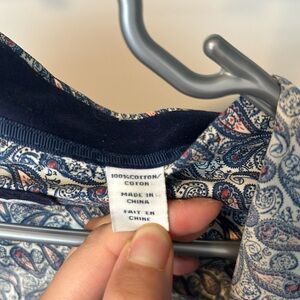 100%COTTON/
COTON
MADE IN
CHINA
FAIT EN
CHINE